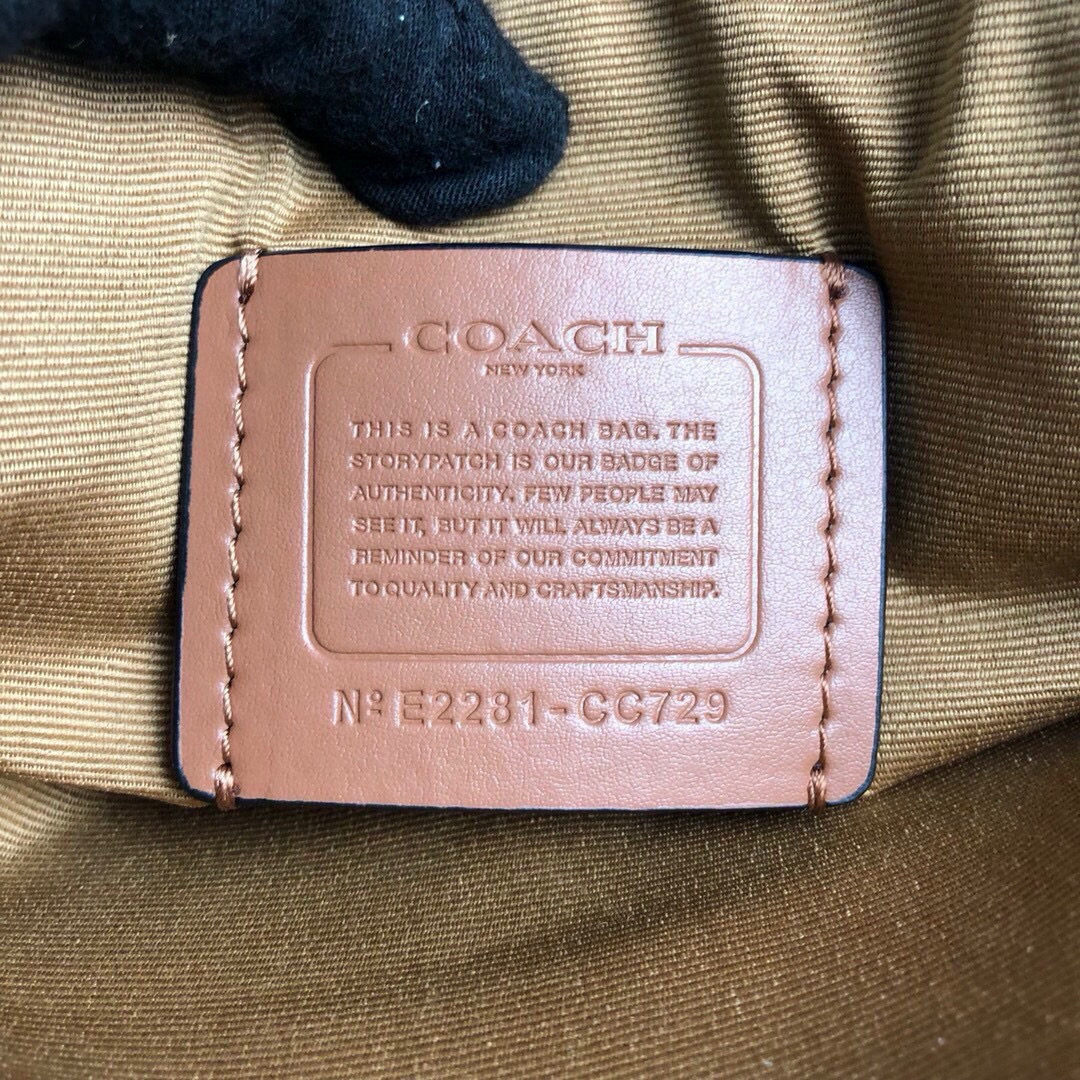 COACH
NEW YORK
THIS IS A COACH BAG. THE
STORYPATCH IS OUR BADGE OF
AUTHENTICITY. FEW PEOPLE MAY
SEE IT, BUT IT WILL ALWAYS BE A
REMINDER OF OUR COMMITMENT
TO QUALITY AND CRAFTSMANSHIP.
Nº E2281-CC729